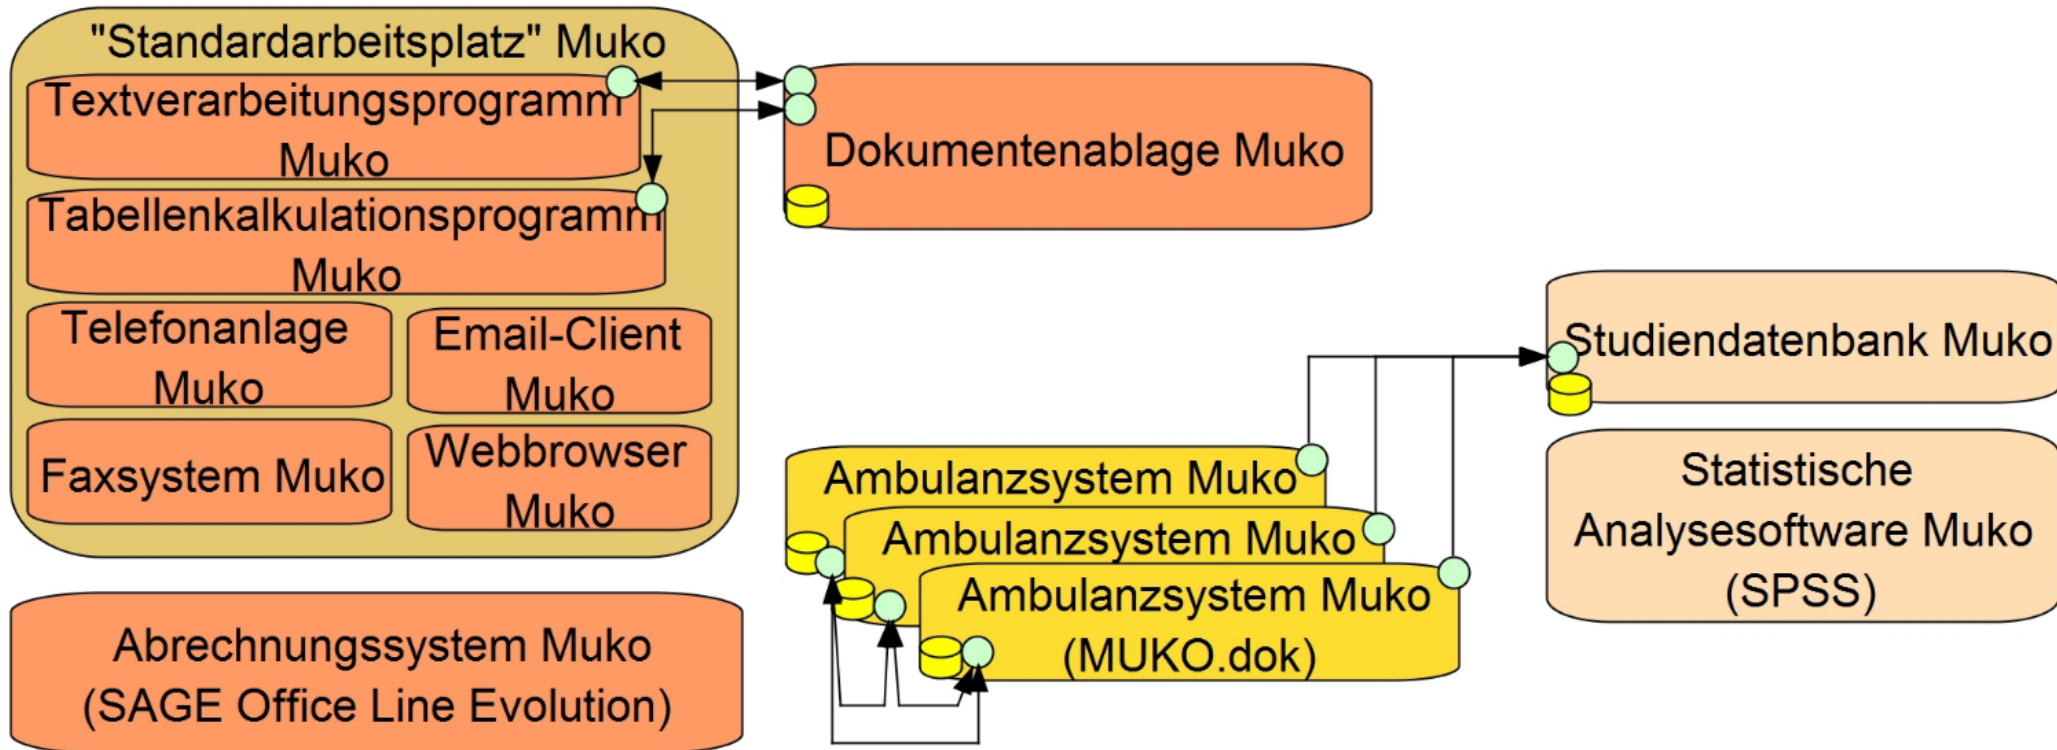 "Standardarbeitsplatz" Muko
Textverarbeitungsprogramm
Muko
Tabellenkalkulationsprogramm
Muko
Telefonanlage
Muko
Email-Client
Muko
Faxsystem Muko
Webbrowser
Muko
Abrechnungssystem Muko
(SAGE Office Line Evolution)
Dokumentenablage Muko
Ambulanzsystem Muko
Ambulanzsystem Muko
Ambulanzsystem Muko
(MUKO.dok)
Studiendatenbank Muko
Statistische
Analysesoftware Muko
(SPSS)